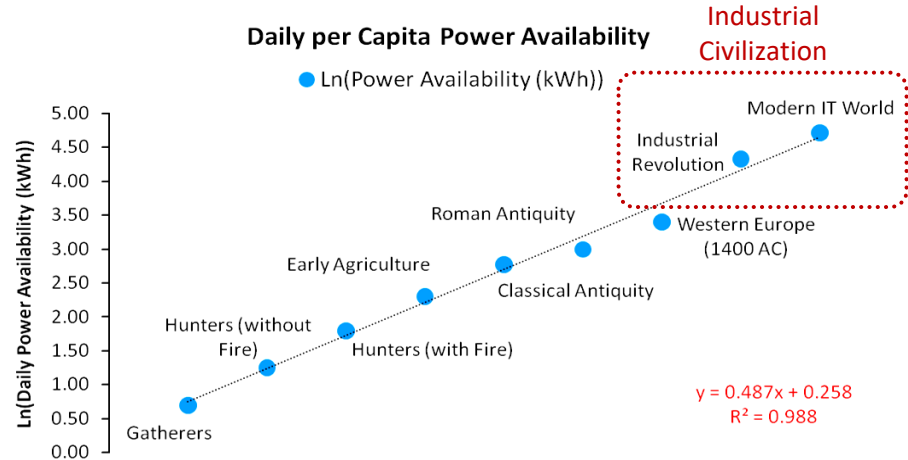 Industrial
Civilization
Daily per Capita Power Availability
Ln(Power Availability (kWh))
Ln(Daily Power Availability (kWh))
5.00
4.50
4.00
3.50
3.00
2.50
2.00
1.50
1.00
0.50
0.00
Modern IT World
Industrial
Revolution
Roman Antiquity
Western Europe
(1400 AC)
Early Agriculture
Classical Antiquity
Hunters (without
Fire)
Hunters (with Fire)
Gatherers
y = 0.487x + 0.258
R² = 0.988